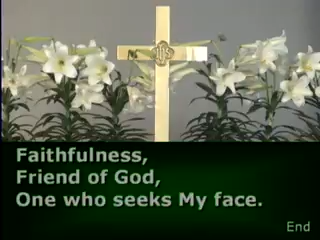 Faithfulness,
Friend of God,
One who seeks My face.
End